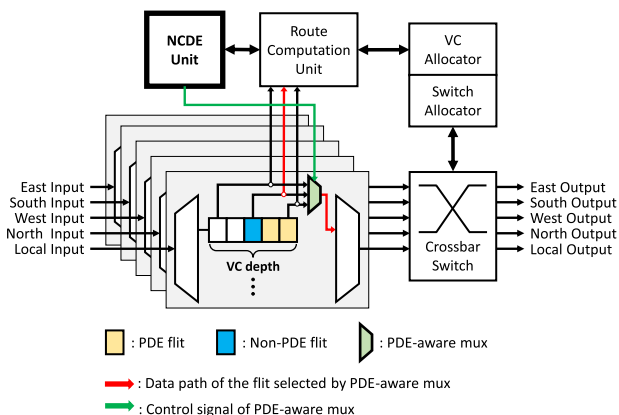 NCDE
Unit
Route
Computation
Unit
VC
Allocator
Switch
Allocator
East Input
South Input
West Input
North Input
Local Input
VC depth
Crossbar
Switch
East Output
South Output
West Output
North Output
Local Output
: PDE flit
: Non-PDE flit
: PDE-aware mux
: Data path of the flit selected by PDE-aware mux
: Control signal of PDE-aware mux